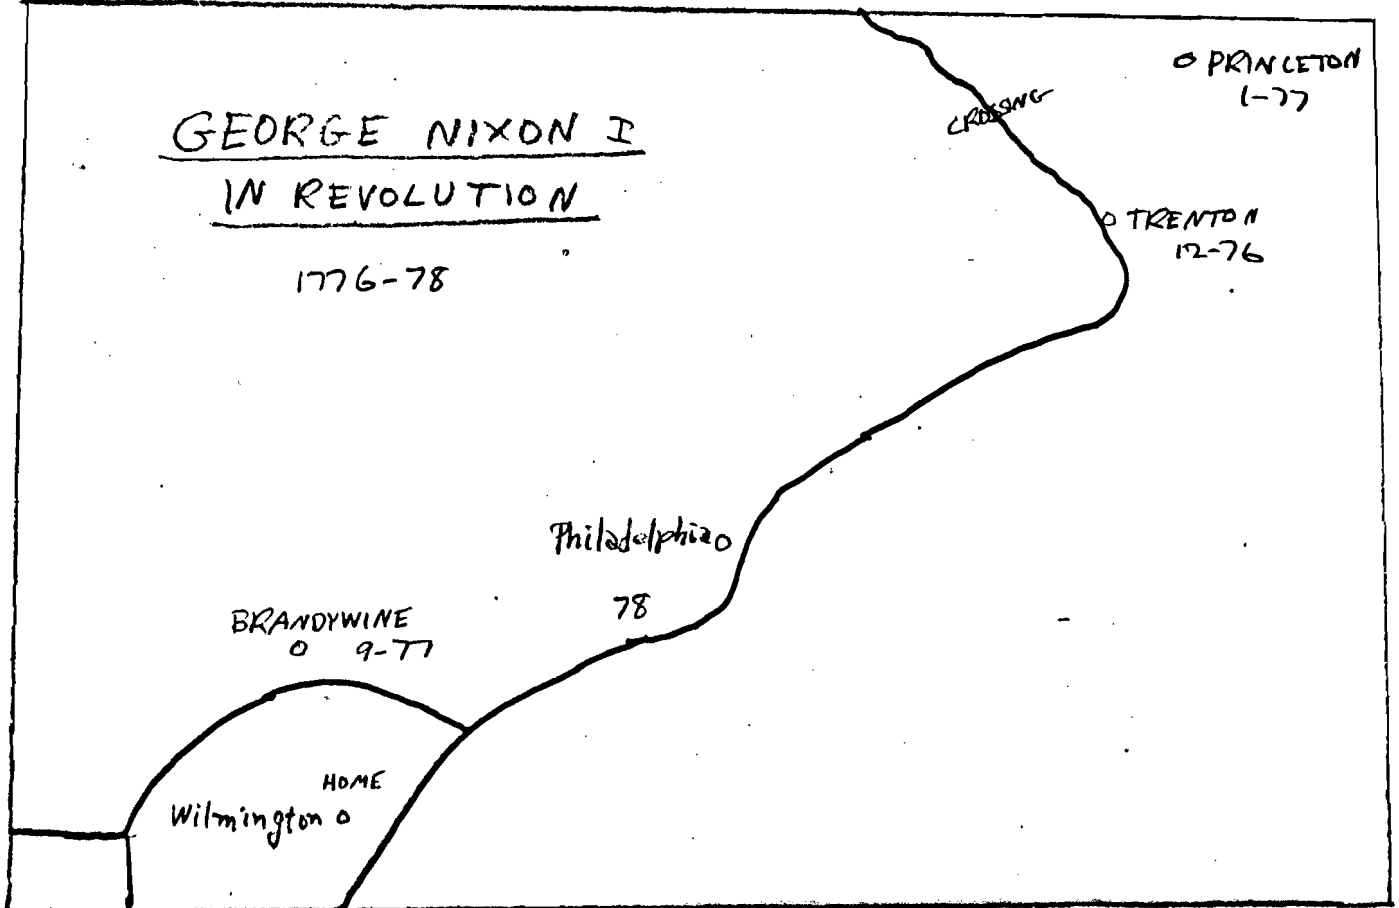 GEORGE NIXON I
IN REVOLUTION
1776-78
CROSSING
PRINCETON
1-77
TRENTON
12-76
Philadelphia
78
BRANDYWINE
9-77
HOME
Wilmington